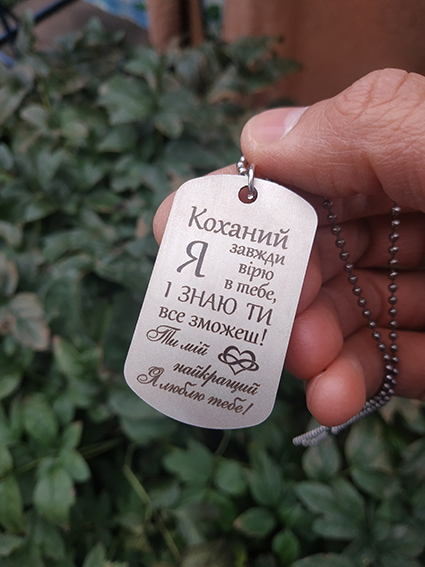 Коханий
Я завжди
вірю
в тебе,
І ЗНАЮ ТИ
все зможеш!
Ти мій
найкращий
Я люблю тебе!